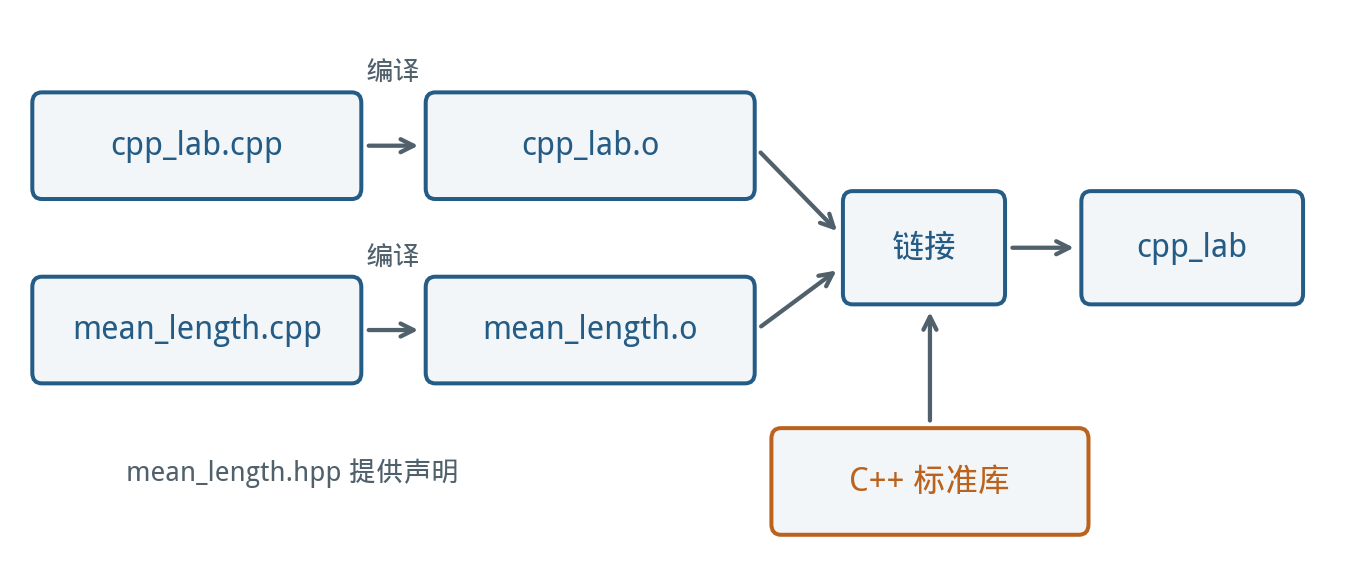 编译
cpp_lab.cpp
cpp_lab.o
编译
mean_length.cpp
mean_length.o
链接
cpp_lab
mean_length.hpp 提供声明
C++ 标准库